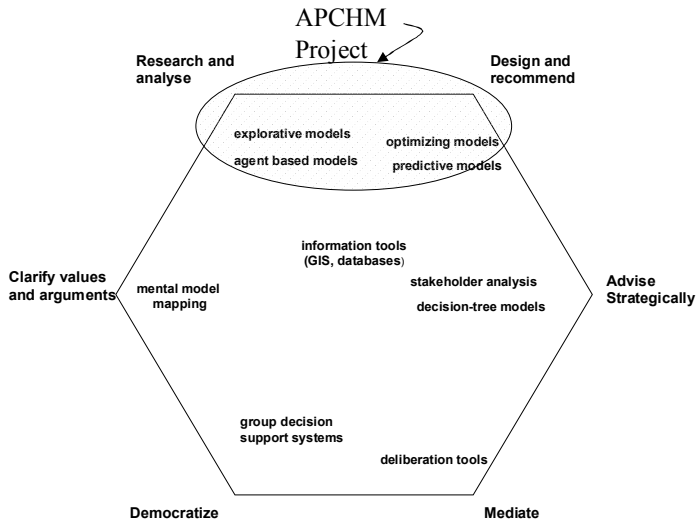 APCHM
Project
Research and
analyse
Design and
recommend
explorative models
optimizing models
agent based models
predictive models
information tools
(GIS, databases)
Clarify values
and arguments
mental model
mapping
stakeholder analysis
decision-tree models
Advise
Strategically
group decision
support systems
deliberation tools
Democratize
Mediate